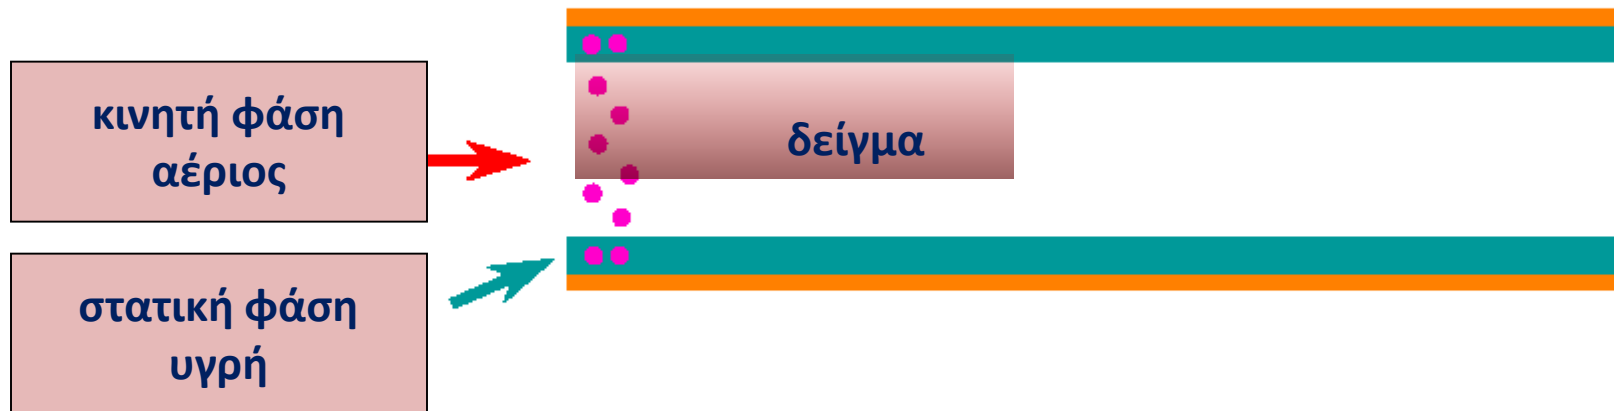 κινητή φάση
αέριος
δείγμα
στατική φάση
υγρή